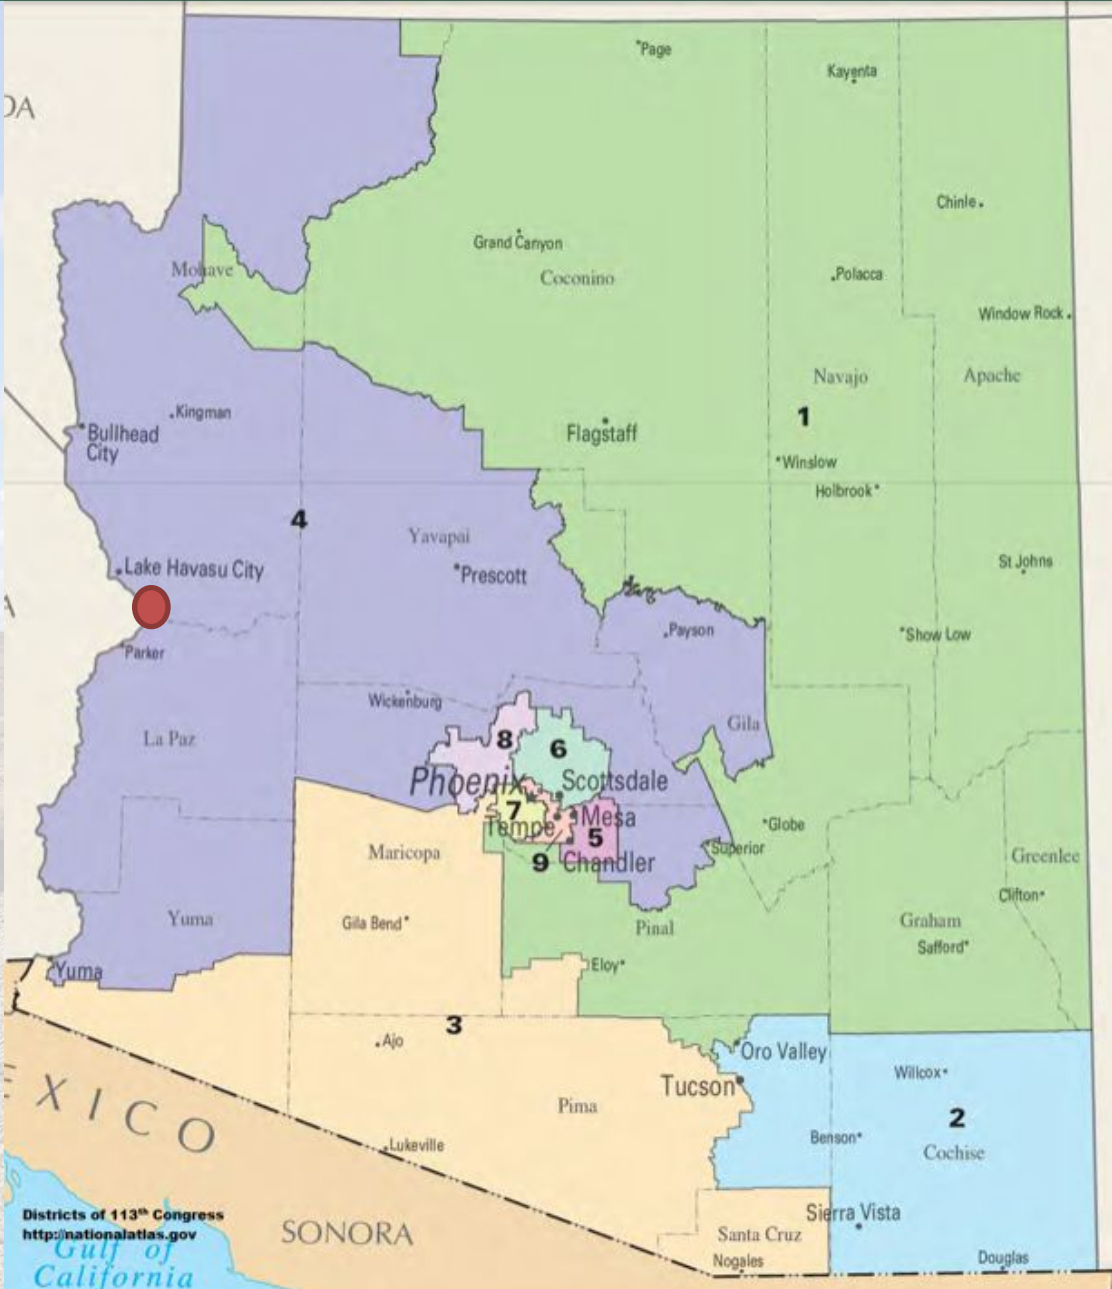 Page
Kayenta
DA
Chinle
Grand Canyon
Mohave
Coconino
Polacca
Window Rock
Navajo
Apache
Kingman
1
Bullhead
City
Flagstaff
Winslow
Holbrook
4
Yavapai
St Johns
Lake Havasu City
Prescott
A
Payson
Show Low
Parker
Wickenburg
Gila
La Paz
8
6
Phoenix
Scottsdale
7
Mesa
Tempe
5
Globe
Superior
Maricopa
9
Chandler
Greenlee
Clifton
Yuma
Gila Bend
Pinal
Graham
Safford
Eloy
Yuma
3
Ajo
Oro Valley
Willcox
Tucson
EXICO
Pima
2
Benson
Cochise
Lukeville
Districts of 113th Congress
http://nationalatlas.gov
Gulf of
California
SONORA
Sierra Vista
Santa Cruz
Nogales
Douglas